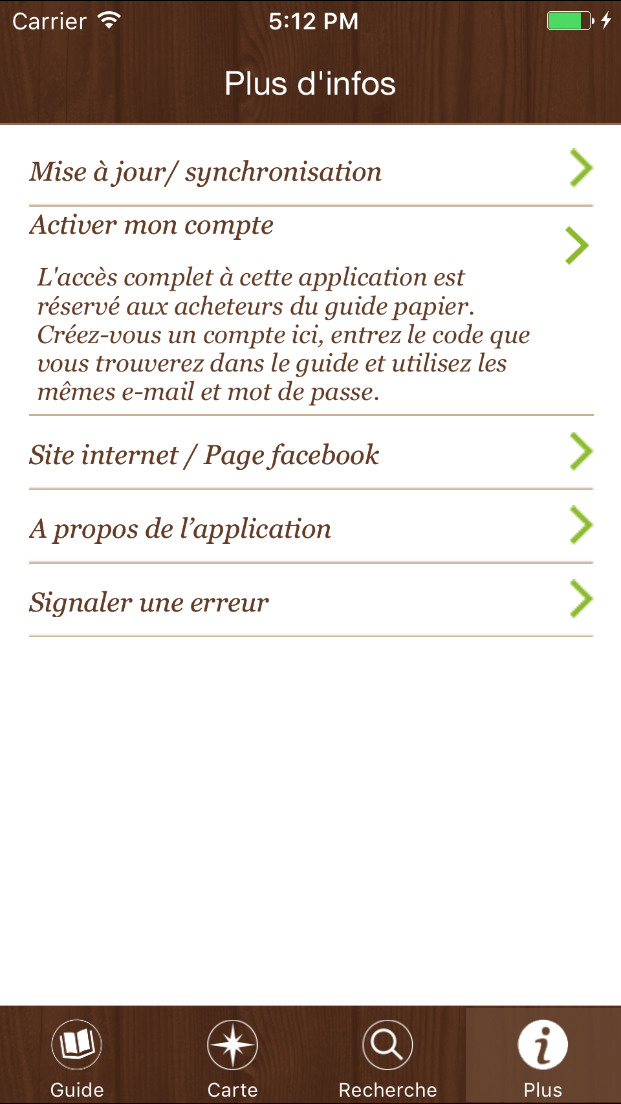 Carrier 5:12 PM
Plus d'infos
Mise à jour/ synchronisation
Activer mon compte
L'accès complet à cette application est
réservé aux acheteurs du guide papier.
Créez-vous un compte ici, entrez le code que
vous trouverez dans le guide et utilisez les
mêmes e-mail et mot de passe.
Site internet / Page facebook
A propos de l’application
Signaler une erreur
Guide Carte Recherche Plus